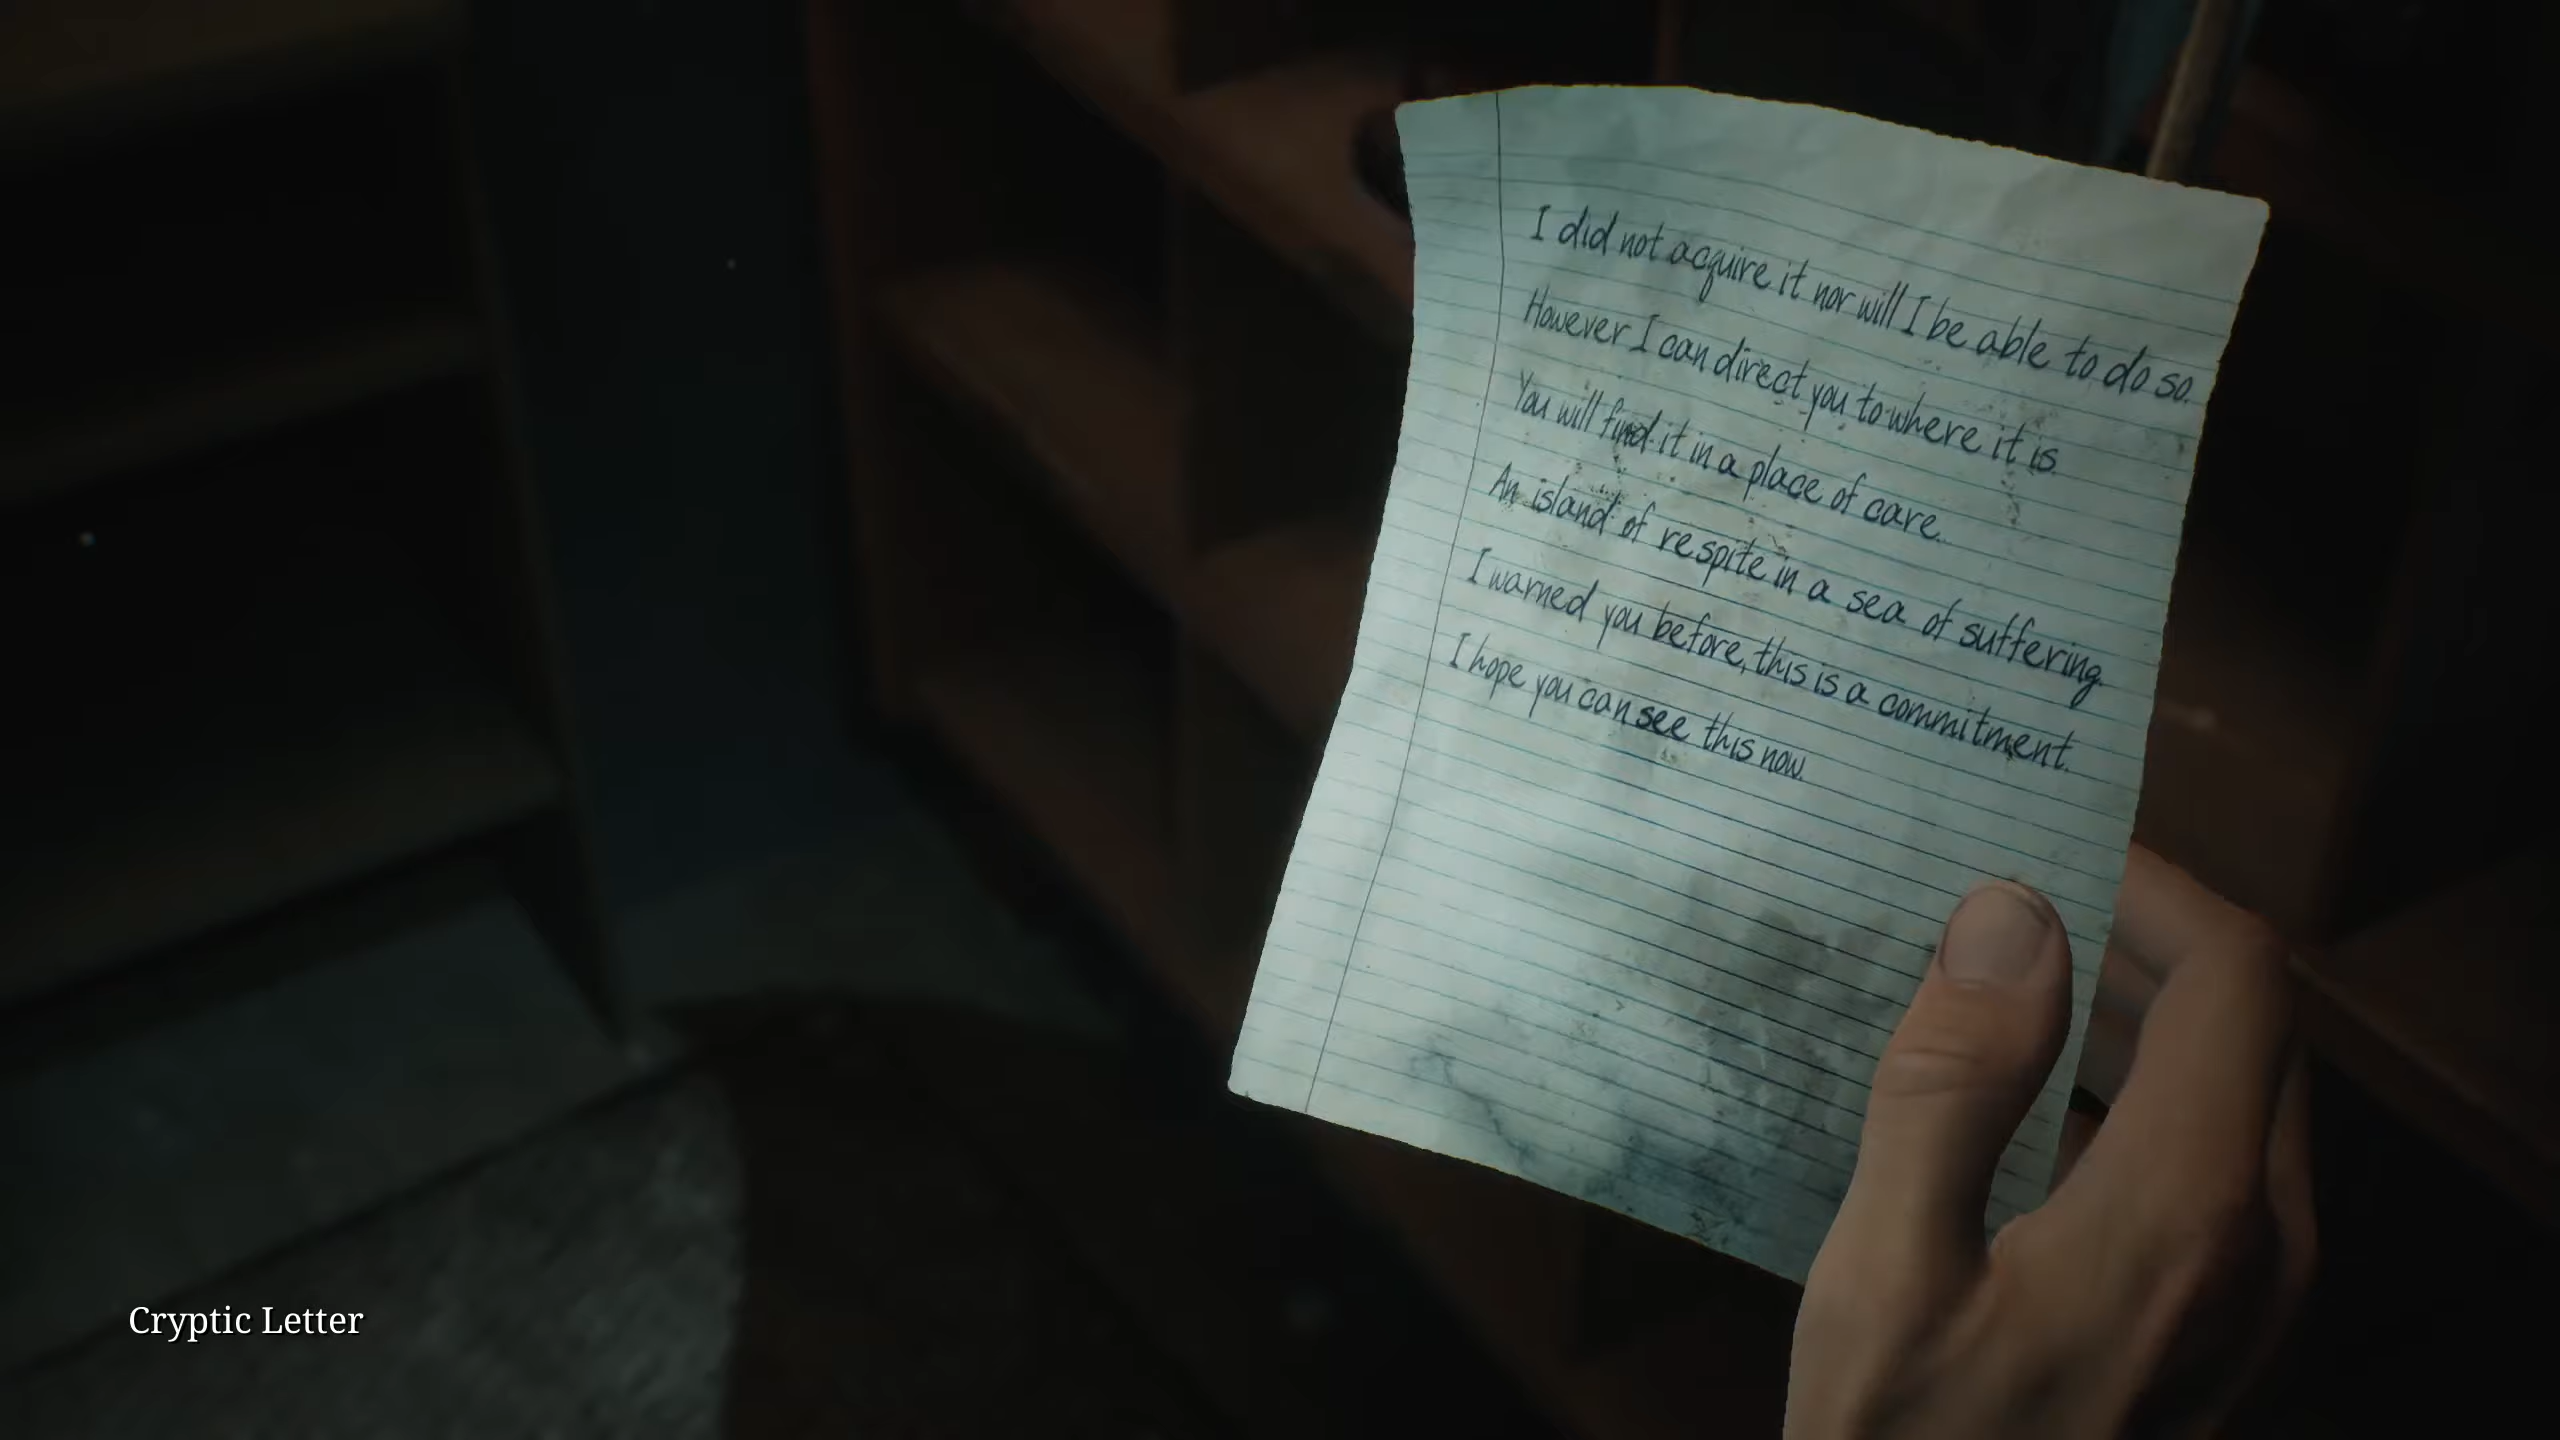 I did not acquire it nor will I be able to do so.
However I can direct you to where it is.
You will find it in a place of care.
An island of respite in a sea of suffering.
I warned you before, this is a commitment.
I hope you can see this now.
Cryptic Letter